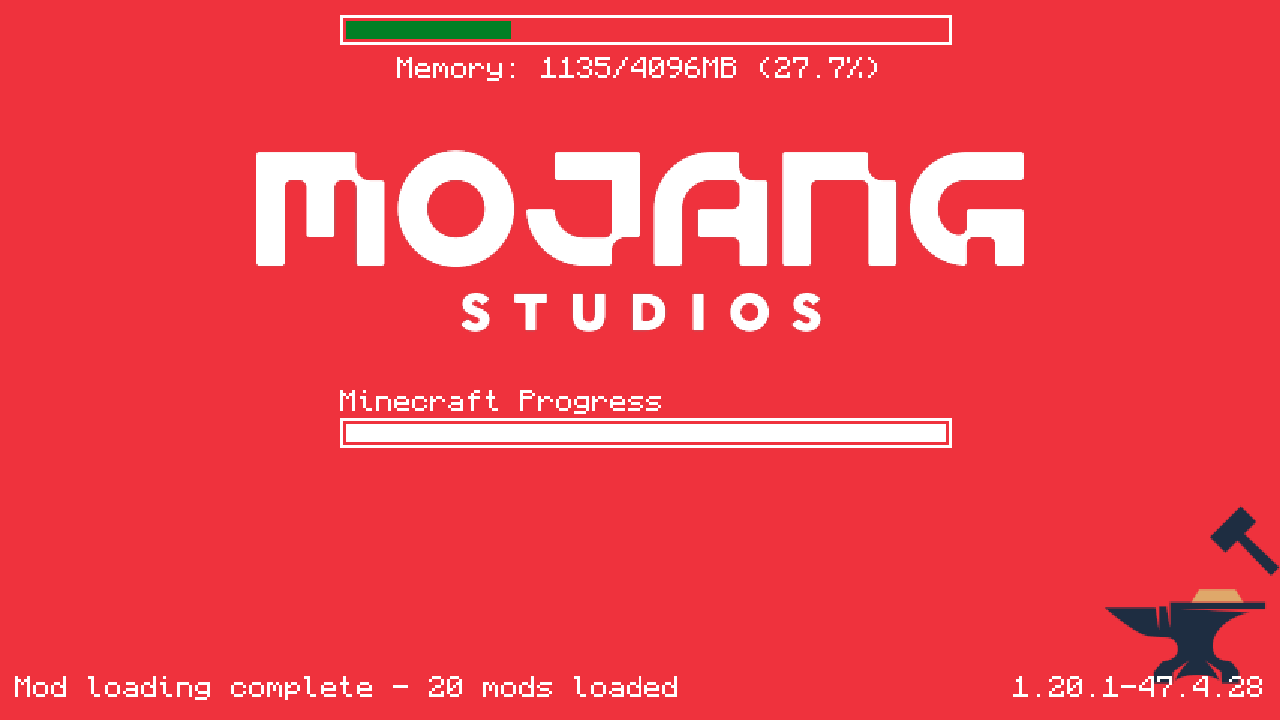 Memory: 1135/4096MB (27.7%)
MOJANG
STUDIOS
Minecraft Progress
Mod loading complete - 20 mods loaded
1.20.1-47.4.28